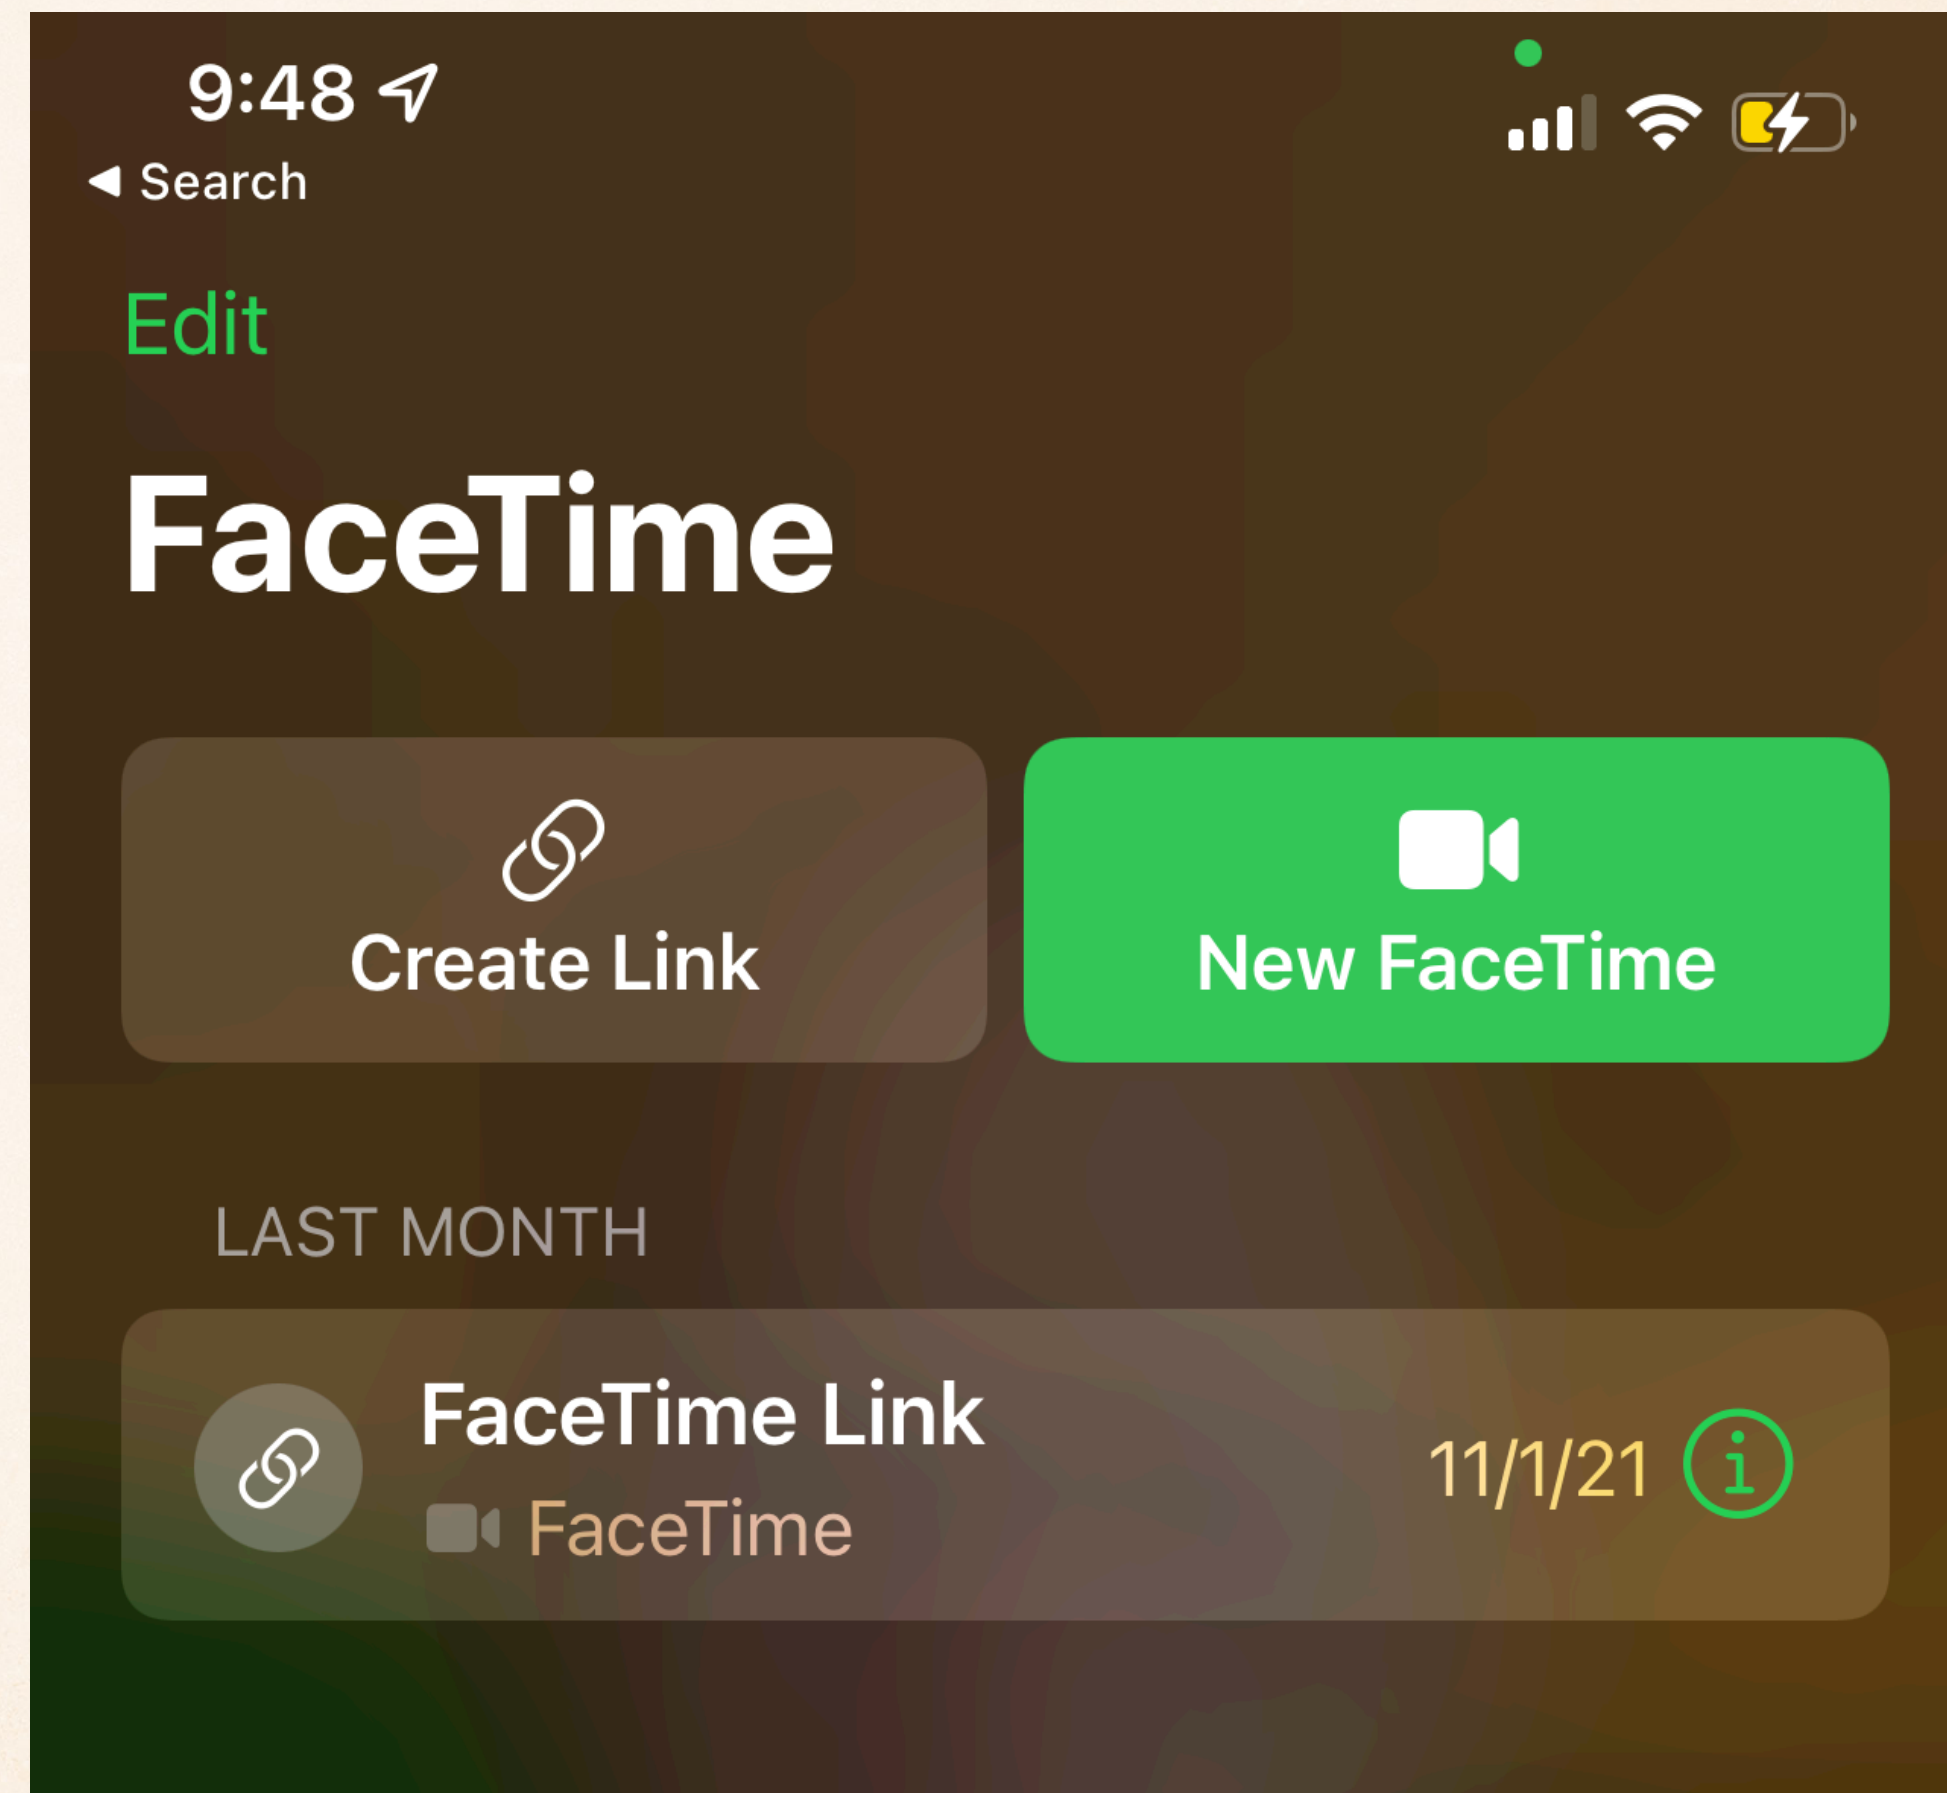 9:48
Search
Edit
FaceTime
Create Link
New FaceTime
LAST MONTH
FaceTime Link
FaceTime
11/1/21